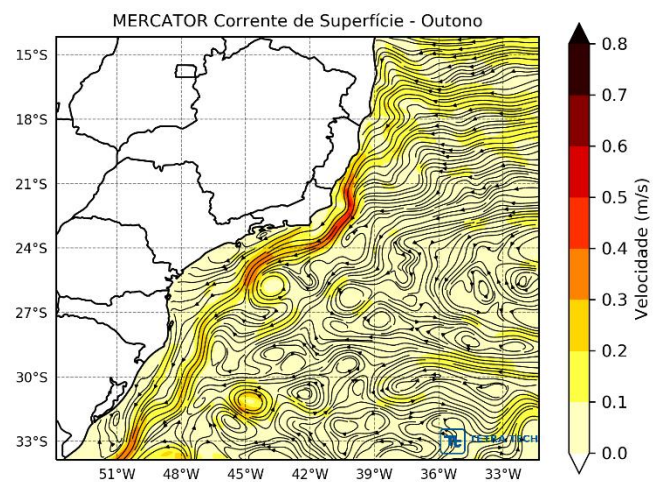 MERCATOR Corrente de Superfície - Outono
15°S
18°S
21°S
24°S
27°S
30°S
33°S
51°W
48°W
45°W
42°W
39°W
36°W
33°W
0.8
0.7
0.6
0.5
0.4
0.3
0.2
0.1
0.0
Velocidade (m/s)
TETRA TECH